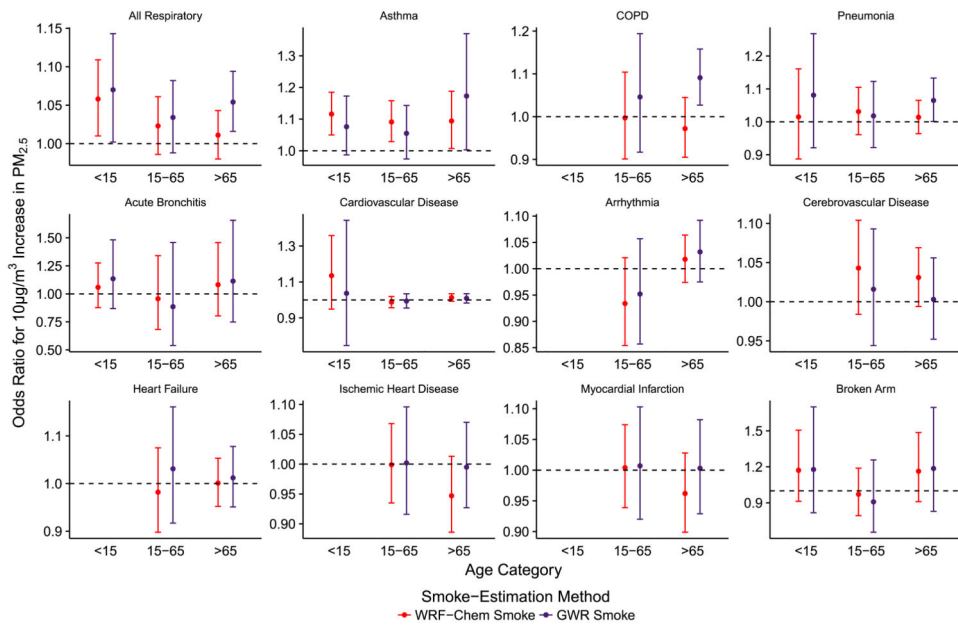 Odds Ratio for 10µg/m³ Increase in PM2.5
All Respiratory
1.15
1.10
1.05
1.00
<15 15−65 >65
Asthma
1.3
1.2
1.1
1.0
<15 15−65 >65
COPD
1.2
1.1
1.0
0.9
<15 15−65 >65
Pneumonia
1.2
1.1
1.0
0.9
<15 15−65 >65
Acute Bronchitis
1.50
1.25
1.00
0.75
0.50
<15 15−65 >65
Cardiovascular Disease
1.3
1.1
0.9
<15 15−65 >65
Arrhythmia
1.10
1.05
1.00
0.95
0.90
0.85
<15 15−65 >65
Cerebrovascular Disease
1.10
1.05
1.00
0.95
<15 15−65 >65
Heart Failure
1.1
1.0
0.9
<15 15−65 >65
Ischemic Heart Disease
1.10
1.05
1.00
0.95
0.90
<15 15−65 >65
Myocardial Infarction
1.10
1.05
1.00
0.95
0.90
<15 15−65 >65
Broken Arm
1.5
1.2
0.9
<15 15−65 >65
Age Category
Smoke−Estimation Method
WRF−Chem Smoke GWR Smoke